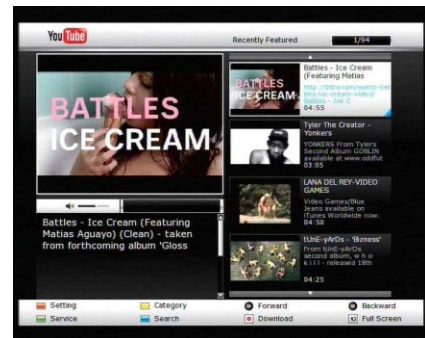 YouTube
Recently Featured 1/94
BATTLES
ICE CREAM
Battles - Ice Cream (Featuring Matias Aguayo) (Clean) - taken from forthcoming album 'Gloss
BATTLES
ICE CREAM
Battles - Ice Cream
(Featuring Matias
Battles - Ice C
04:55
Tyler The Creator -
Yonkers
YONKERS From Tylers
Second Album GOBLIN
available at www.oddfut
03:05
LANA DEL REY-VIDEO
GAMES
Video Games/Blue
Jeans available on
iTunes Worldwide now:
04:50
tUnE-yArDs - 'Bizness'
From tUnE-yArDs
second album, w h o
k i l l - released 18th
04:25
Setting Category Forward Backward
Service Search Download Full Screen